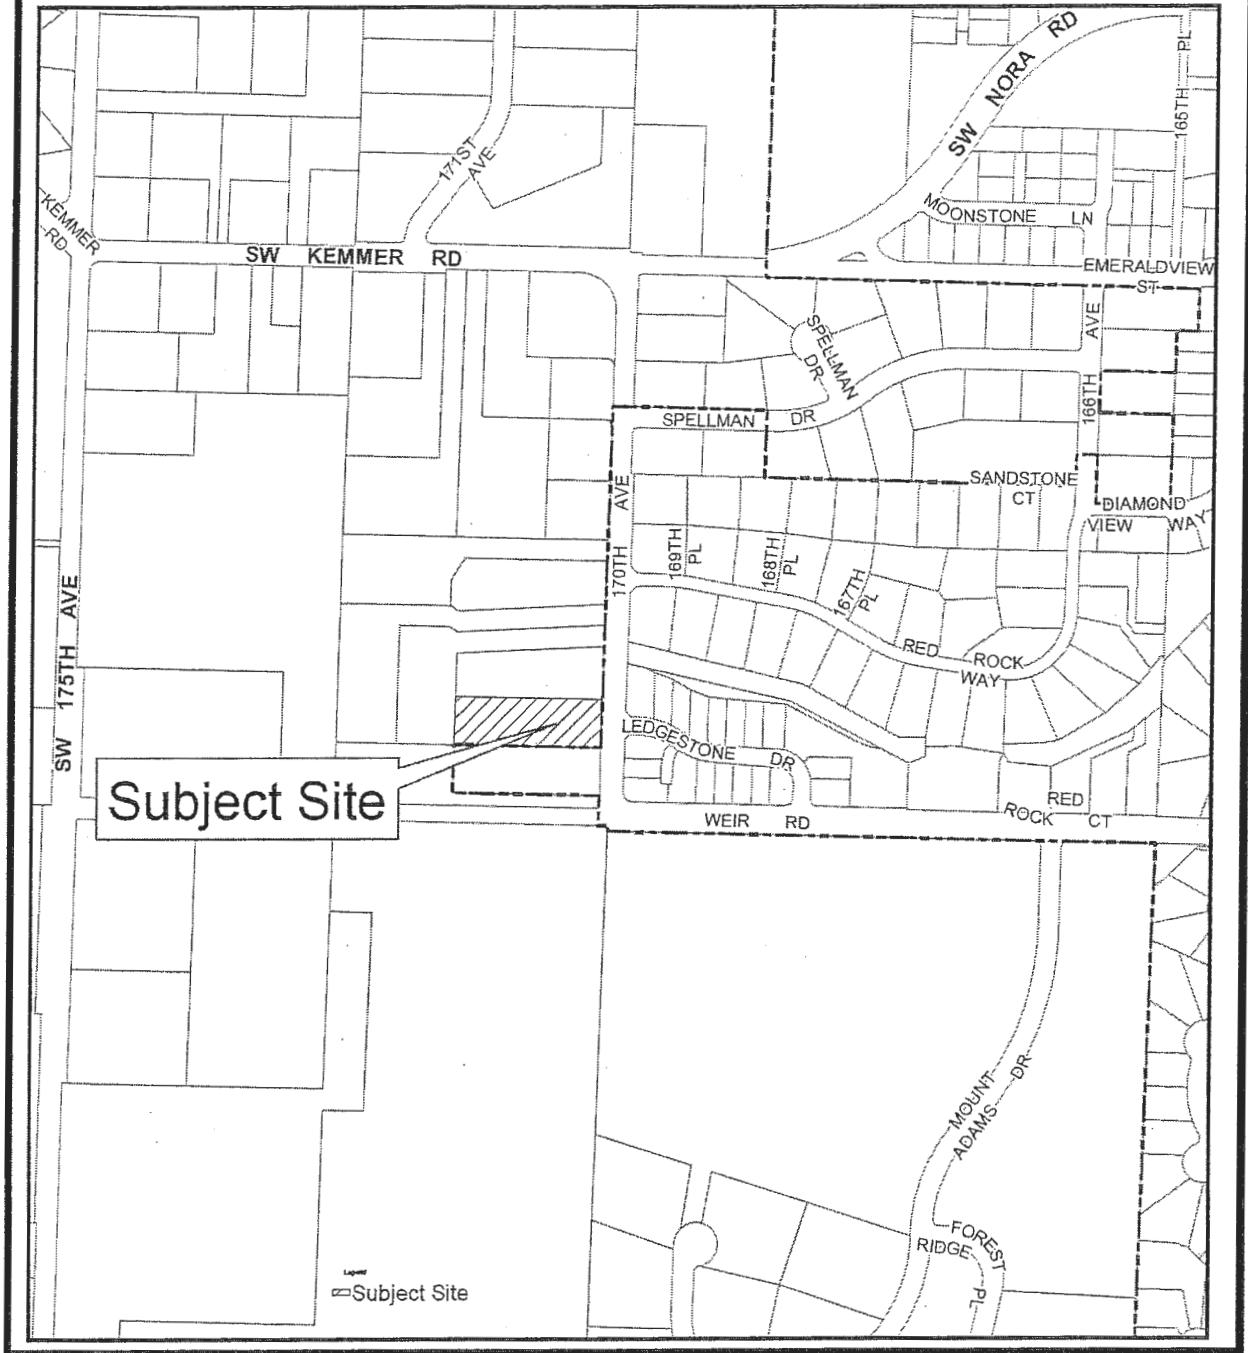 SW NORA RD
165TH PL
171ST
AVE
MOONSTONE LN
KEMMER
RD
SW KEMMER RD
EMERALDVIEW
ST
SPELLMAN
DR
166TH AVE
SPELLMAN DR
SANDSTONE
CT
170TH AVE
DIAMOND
VIEW WAY
169TH
PL
168TH
PL
167TH
PL
SW 175TH AVE
RED ROCK
WAY
LEDGESTONE DR
Subject Site
RED
ROCK CT
WEIR RD
MOUNT
ADAMS DR
FOREST
RIDGE
PL
Legend
Subject Site